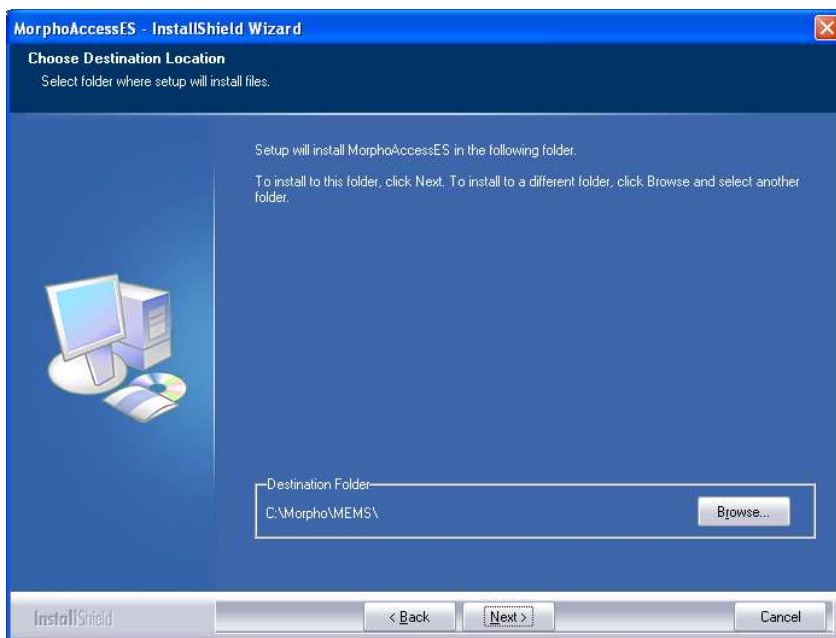 MorphoAccessES - InstallShield Wizard
Choose Destination Location
Select folder where setup will install files.
Setup will install MorphoAccessES in the following folder.
To install to this folder, click Next. To install to a different folder, click Browse and select another
folder.
Destination Folder
C:\Morpho\MEMS\
Browse...
InstallShield
< Back
Next >
Cancel